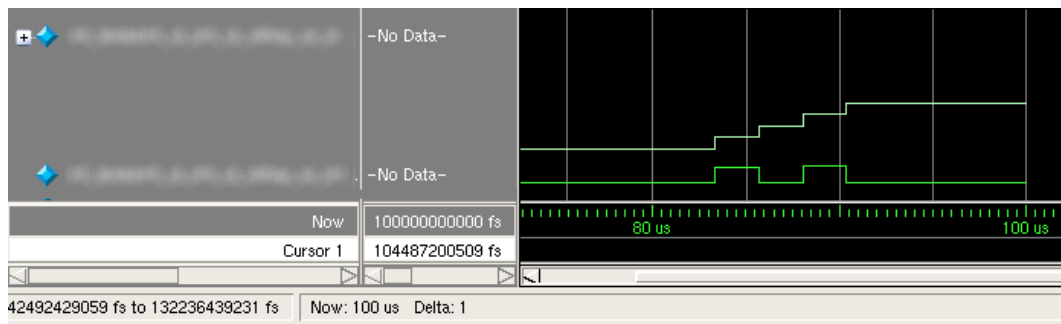 -No Data-
-No Data-
Now 100000000000 fs
80 us 100 us
Cursor 1 104487200509 fs
42492429059 fs to 132236439231 fs Now: 100 us Delta: 1